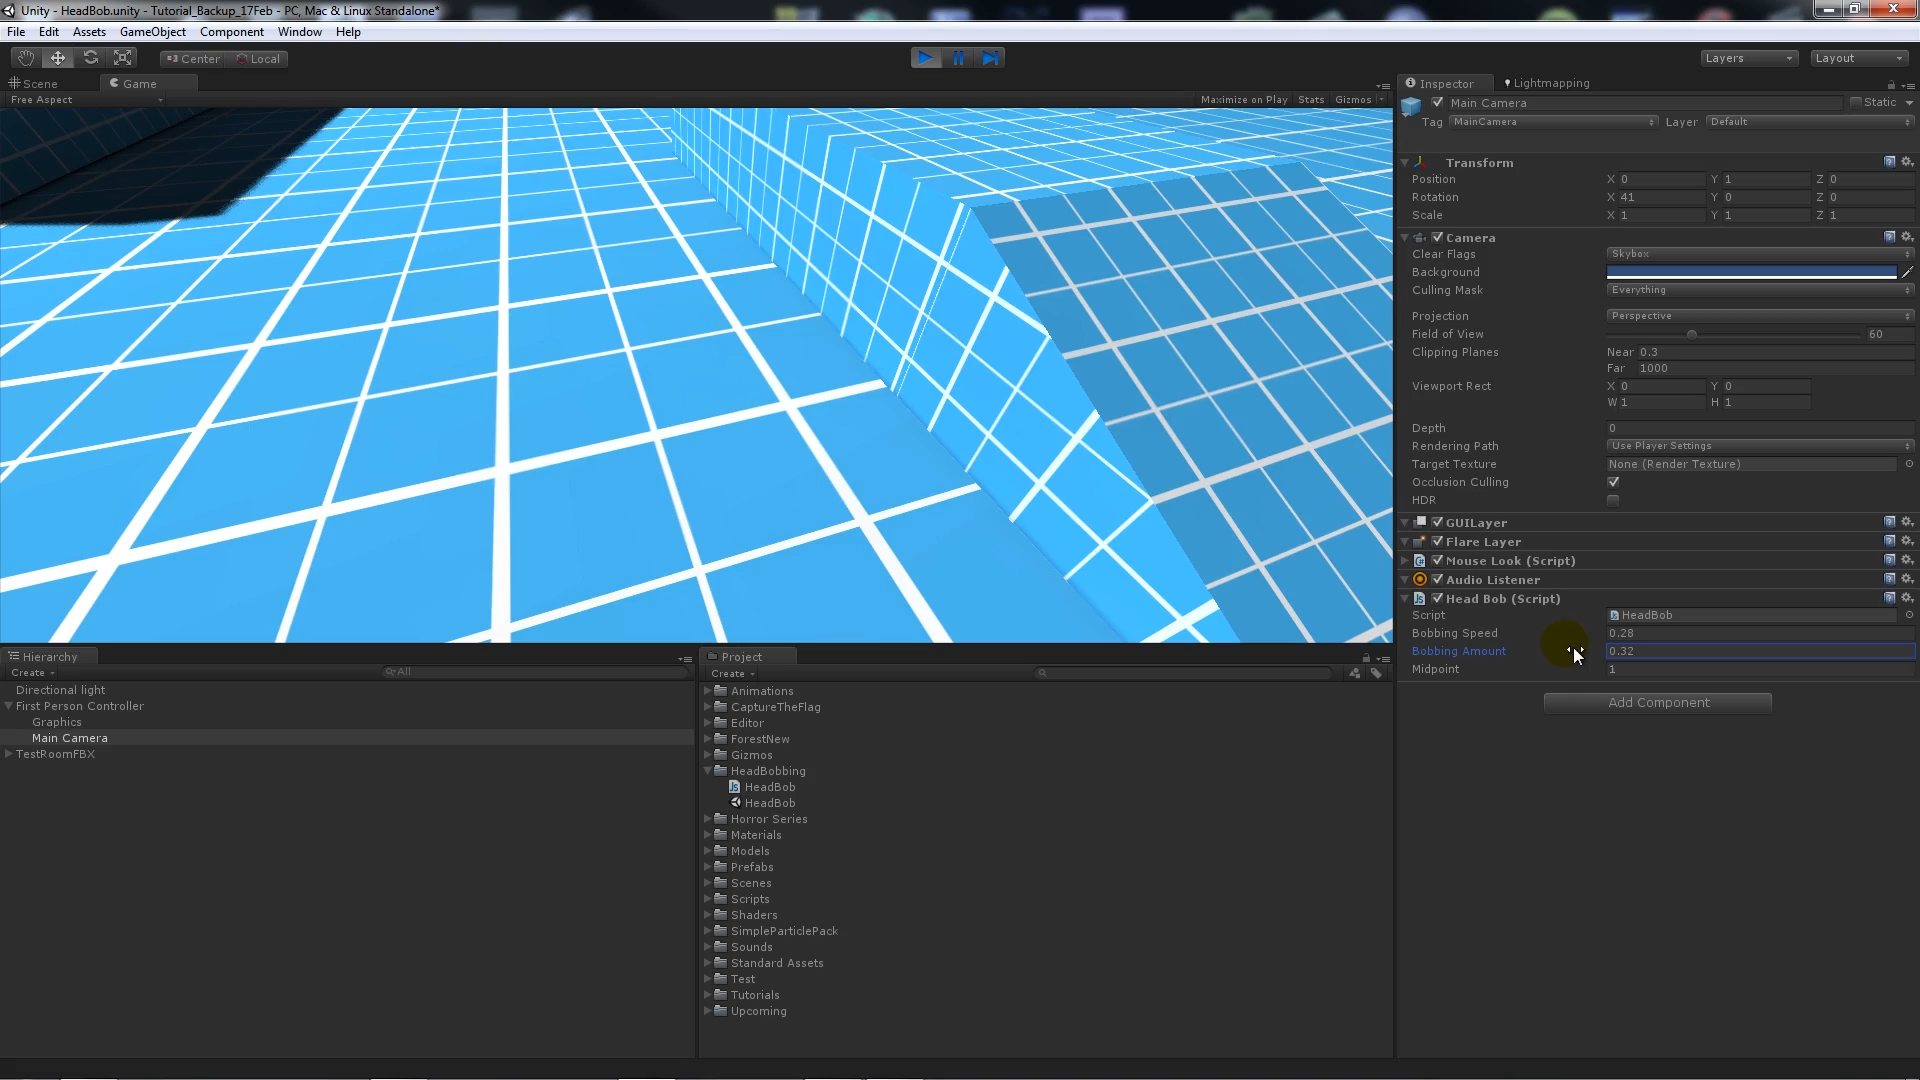 Unity - HeadBob.unity - Tutorial_Backup_17Feb - PC, Mac & Linux Standalone*
File Edit Assets GameObject Component Window Help
Center Local Layers Layout
Scene Game
Free Aspect Maximize on Play Stats Gizmos
Inspector Lightmapping
Main Camera Static
Tag MainCamera Layer Default
Transform
Position X 0 Y 1 Z 0
Rotation X 41 Y 0 Z 0
Scale X 1 Y 1 Z 1
Camera
Clear Flags Skybox
Background
Culling Mask Everything
Projection Perspective
Field of View 60
Clipping Planes Near 0.3
Far 1000
Viewport Rect X 0 Y 0
W 1 H 1
Depth 0
Rendering Path Use Player Settings
Target Texture None (Render Texture)
Occlusion Culling
HDR
GUILayer
Flare Layer
Mouse Look (Script)
Audio Listener
Head Bob (Script)
Script HeadBob
Bobbing Speed 0.28
Bobbing Amount 0.32
Midpoint 1
Add Component
Hierarchy
Create All
Directional light
First Person Controller
Graphics
Main Camera
TestRoomFBX
Project
Create
Animations
CaptureTheFlag
Editor
ForestNew
Gizmos
HeadBobbing
HeadBob
HeadBob
Horror Series
Materials
Models
Prefabs
Scenes
Scripts
Shaders
SimpleParticlePack
Sounds
Standard Assets
Test
Tutorials
Upcoming